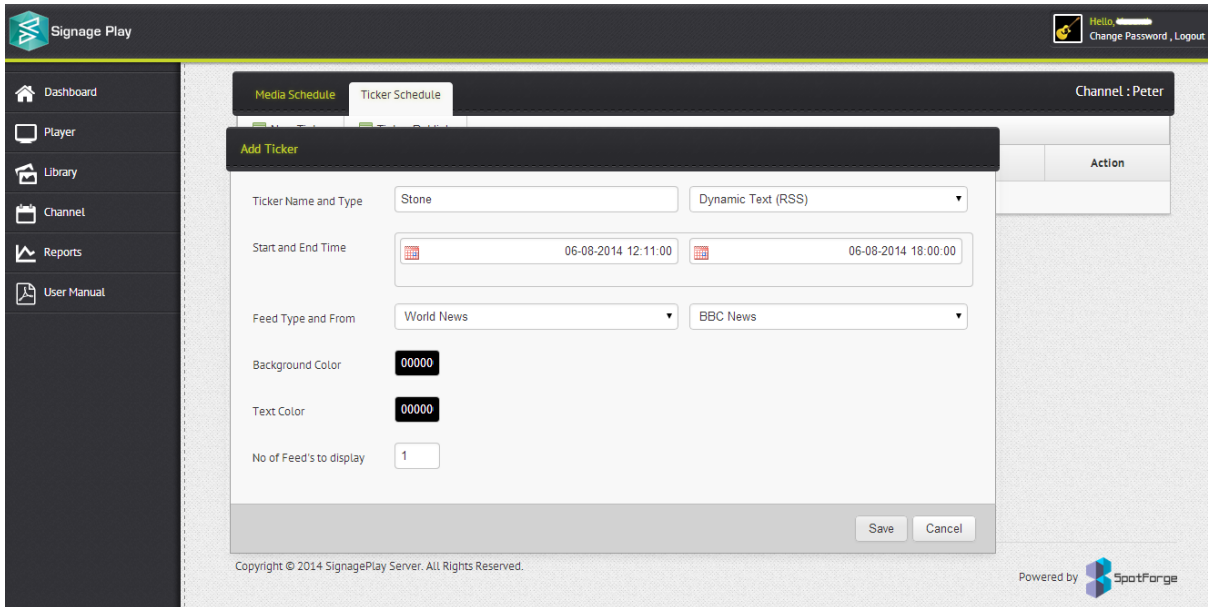 Signage Play
Hello,
Change Password , Logout
Dashboard
Player
Library
Channel
Reports
User Manual
Media Schedule
Ticker Schedule
Channel : Peter
Add Ticker
Action
Ticker Name and Type
Stone
Dynamic Text (RSS)
Start and End Time
06-08-2014 12:11:00
06-08-2014 18:00:00
Feed Type and From
World News
BBC News
Background Color
00000
Text Color
00000
No of Feed's to display
1
Save
Cancel
Copyright © 2014 SignagePlay Server. All Rights Reserved.
Powered by
SpotForge